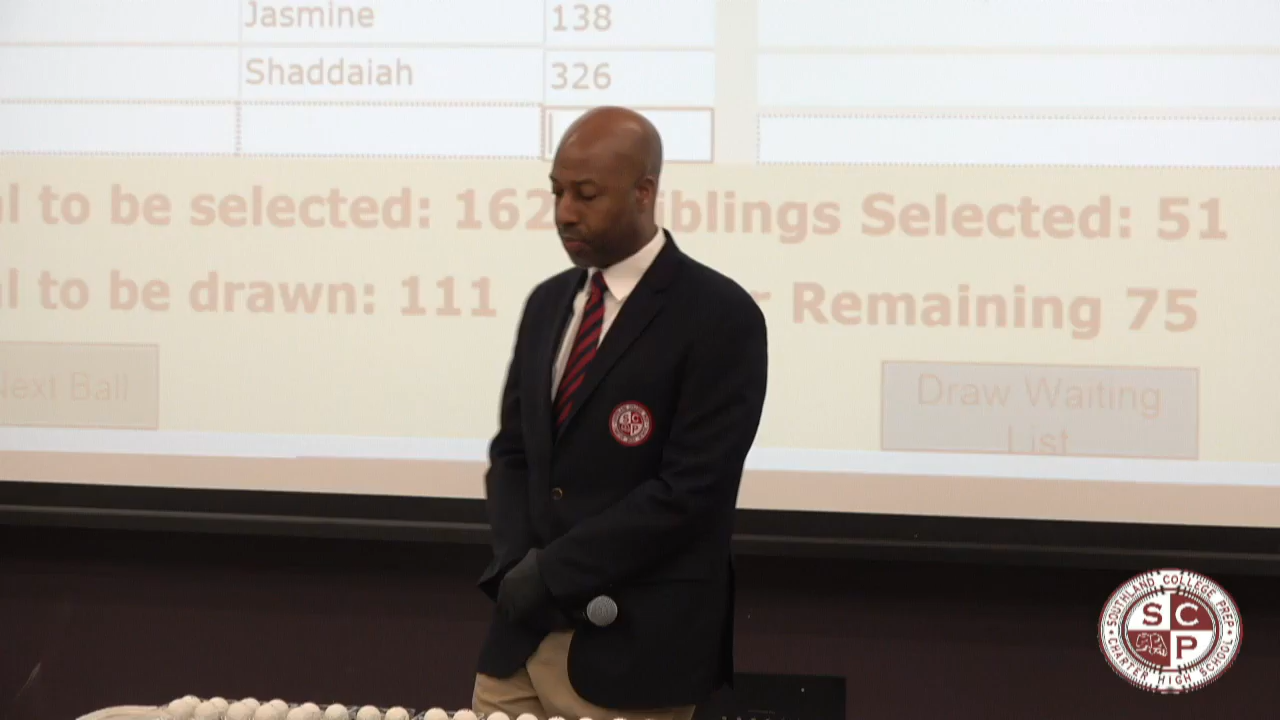 Jasmine 138
Shaddaiah 326
l to be selected: 162 iblings Selected: 51
l to be drawn: 111 r Remaining 75
Next Ball
Draw Waiting
List
SCP
SOUTHLAND COLLEGE PREP
CHARTER HIGH SCHOOL
S C
P